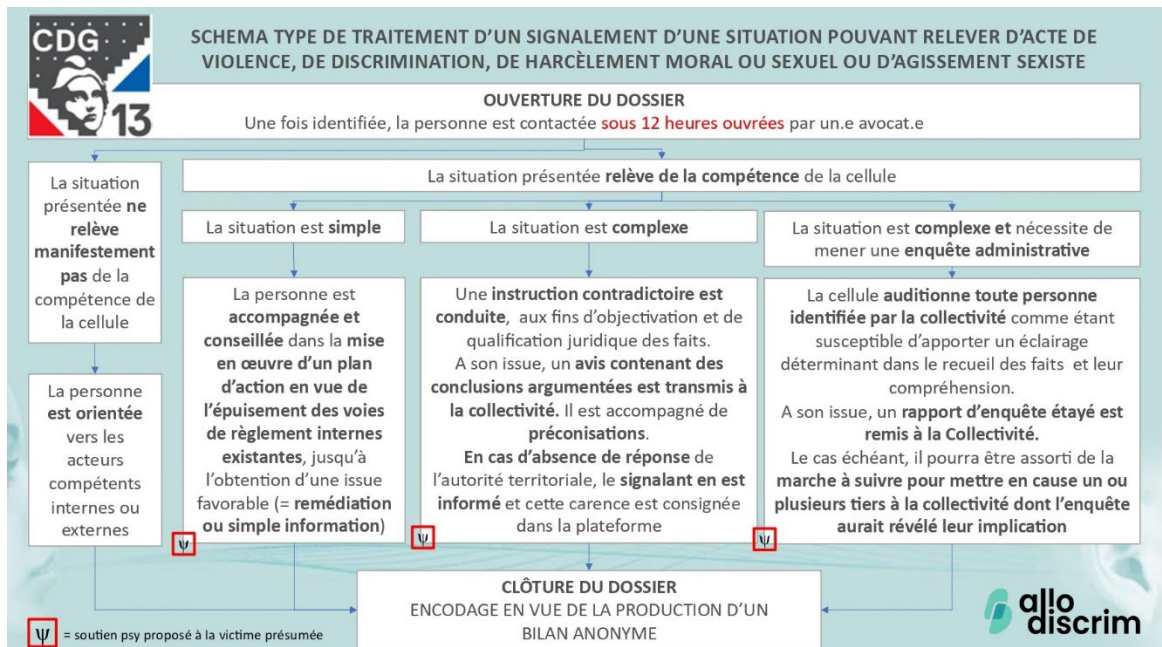 CDG
13
SCHEMA TYPE DE TRAITEMENT D'UN SIGNALEMENT D'UNE SITUATION POUVANT RELEVER D'ACTE DE
VIOLENCE, DE DISCRIMINATION, DE HARCÈLEMENT MORAL OU SEXUEL OU D'AGISSEMENT SEXISTE
OUVERTURE DU DOSSIER
Une fois identifiée, la personne est contactée sous 12 heures ouvrées par un.e avocat.e
La situation
présentée ne
relève
manifestement
pas de la
compétence de
la cellule
La personne
est orientée
vers les
acteurs
compétents
internes ou
externes
La situation présentée relève de la compétence de la cellule
La situation est simple
La personne est
accompagnée et
conseillée dans la mise
en œuvre d'un plan
d'action en vue de
l'épuisement des voies
de règlement internes
existantes, jusqu'à
l'obtention d'une issue
favorable (= remédiation
ou simple information)
ψ
La situation est complexe
Une instruction contradictoire est
conduite, aux fins d'objectivation et de
qualification juridique des faits.
A son issue, un avis contenant des
conclusions argumentées est transmis à
la collectivité. Il est accompagné de
préconisations.
En cas d'absence de réponse de
l'autorité territoriale, le signalant en est
informé et cette carence est consignée
dans la plateforme
ψ
La situation est complexe et nécessite de
mener une enquête administrative
La cellule auditionne toute personne
identifiée par la collectivité comme étant
susceptible d'apporter un éclairage
déterminant dans le recueil des faits et leur
compréhension.
A son issue, un rapport d'enquête étayé est
remis à la Collectivité.
Le cas échéant, il pourra être assorti de la
marche à suivre pour mettre en cause un ou
plusieurs tiers à la collectivité dont l'enquête
aurait révélé leur implication
ψ
CLÔTURE DU DOSSIER
ENCODAGE EN VUE DE LA PRODUCTION D'UN
BILAN ANONYME
ψ = soutien psy proposé à la victime présumée
allo
discrim